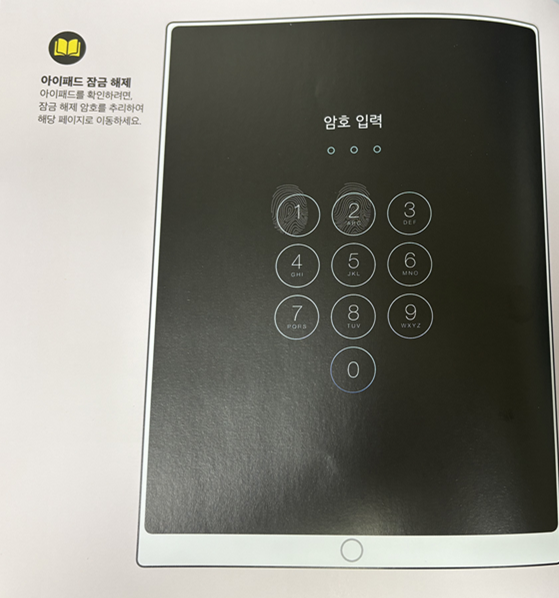 아이패드 잠금 해제
아이패드를 확인하려면,
잠금 해제 암호를 추리하여
해당 페이지로 이동하세요.
암호 입력
1 2 3
ABC DEF
4 5 6
GHI JKL MNO
7 8 9
PQRS TUV WXYZ
0